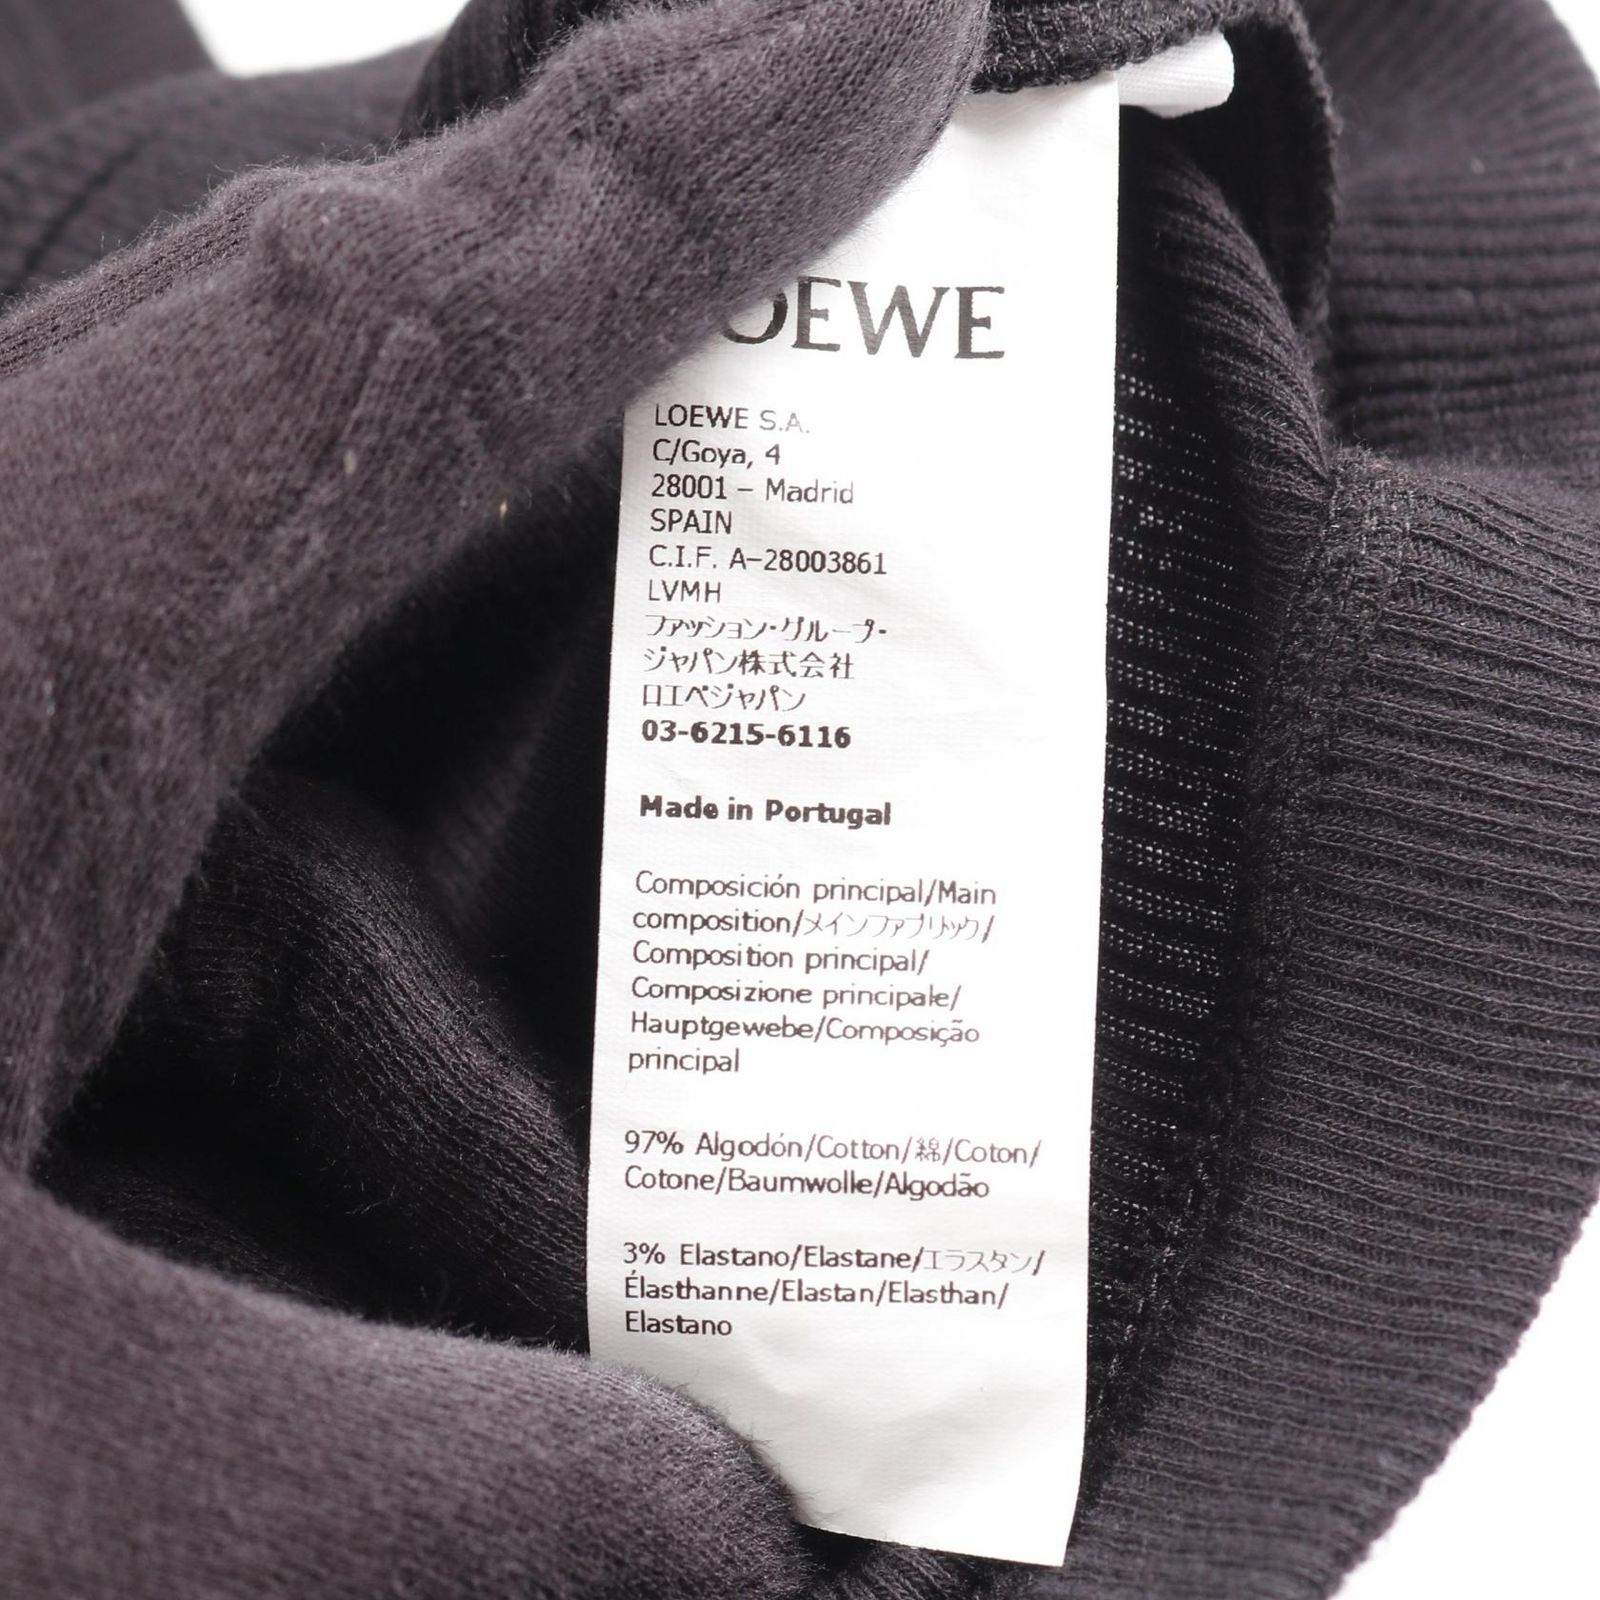 LOEWE
LOEWE S.A.
C/Goya, 4
28001 – Madrid
SPAIN
C.I.F. A–28003861
LVMH
ファッション・グループ・
ジャパン株式会社
ロエベジャパン
03-6215-6116
Made in Portugal
Composición principal/Main
composition/メインファブリック/
Composition principal/
Composizione principale/
Hauptgewebe/Composição
principal
97% Algodón/Cotton/綿/Coton/
Cotone/Baumwolle/Algodão
3% Elastano/Elastane/エラスタン/
Élasthanne/Elastan/Elasthan/
Elastano